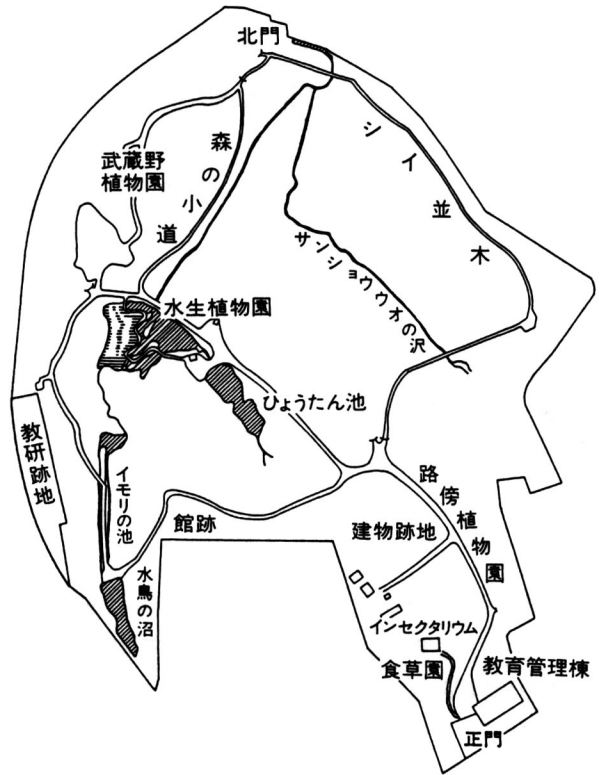 北門
シイ並木
森の小道
武蔵野
植物園
サンショウウオの沢
水生植物園
ひょうたん池
教研跡地
イモリの池
路傍植物園
館跡
建物跡地
水鳥の沼
インセクタリウム
食草園
教育管理棟
正門